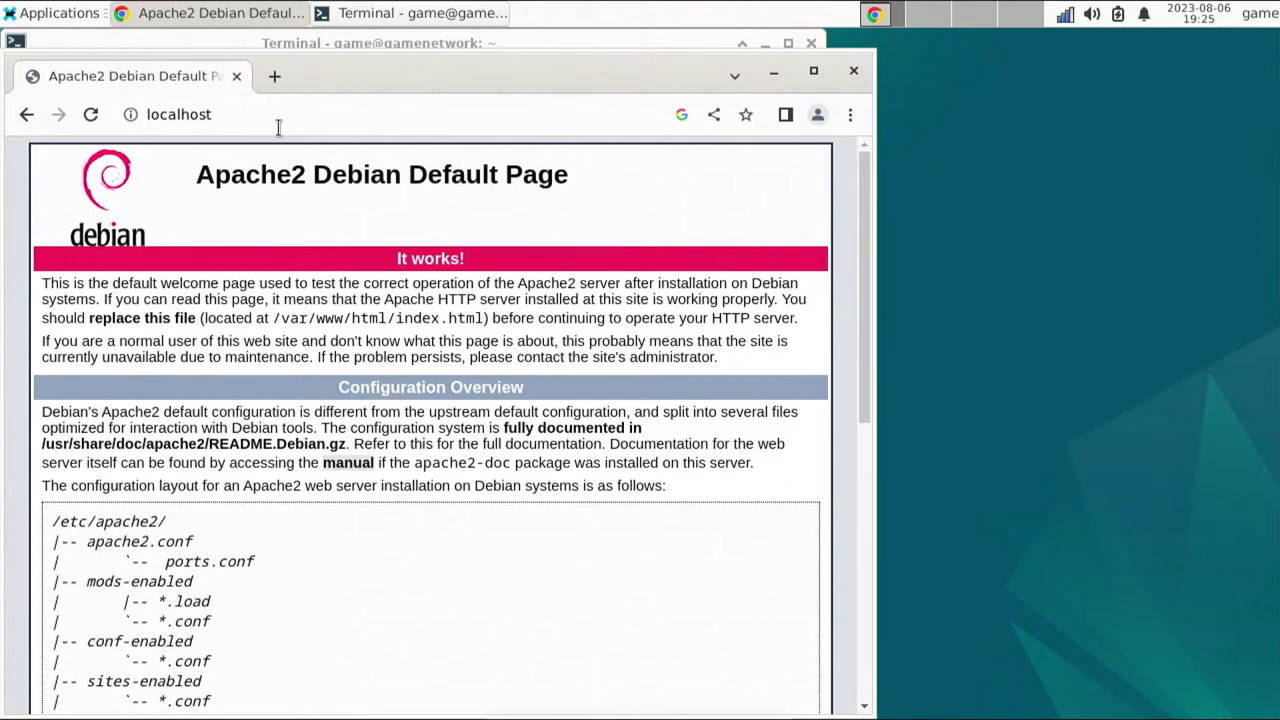 Applications
Apache2 Debian Defaul...
Terminal - game@game...
2023-08-06
19:25
game
Terminal - game@gamenetwork: ~
Apache2 Debian Default Pa
localhost
debian
Apache2 Debian Default Page
It works!
This is the default welcome page used to test the correct operation of the Apache2 server after installation on Debian
systems. If you can read this page, it means that the Apache HTTP server installed at this site is working properly. You
should replace this file (located at /var/www/html/index.html) before continuing to operate your HTTP server.
If you are a normal user of this web site and don't know what this page is about, this probably means that the site is
currently unavailable due to maintenance. If the problem persists, please contact the site's administrator.
Configuration Overview
Debian's Apache2 default configuration is different from the upstream default configuration, and split into several files
optimized for interaction with Debian tools. The configuration system is fully documented in
/usr/share/doc/apache2/README.Debian.gz. Refer to this for the full documentation. Documentation for the web
server itself can be found by accessing the manual if the apache2-doc package was installed on this server.
The configuration layout for an Apache2 web server installation on Debian systems is as follows:
/etc/apache2/
|-- apache2.conf
|       `--  ports.conf
|-- mods-enabled
|       |-- *.load
|       `-- *.conf
|-- conf-enabled
|       `-- *.conf
|-- sites-enabled
|       `-- *.conf